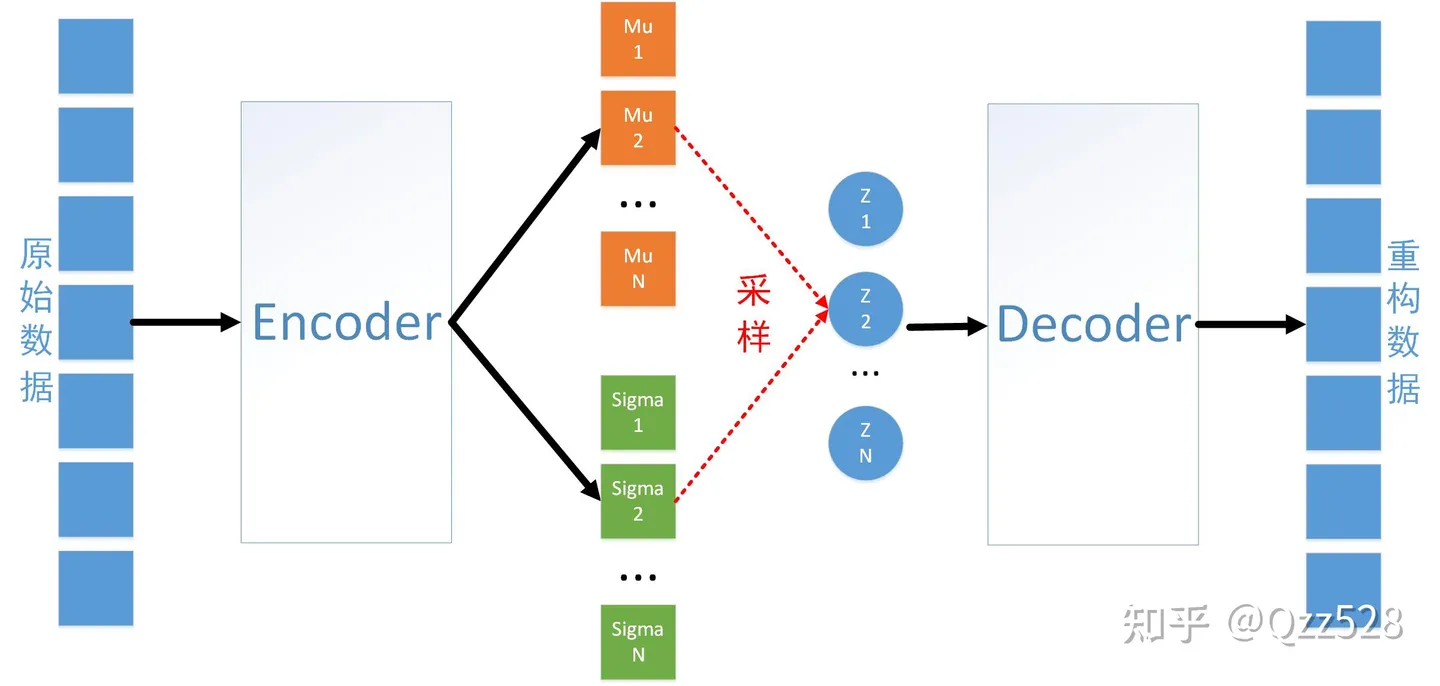 原始数据
Encoder
Mu
1
Mu
2
...
Mu
N
Sigma
1
Sigma
2
...
Sigma
N
采样
Z
1
Z
2
...
Z
N
Decoder
重构数据
知乎 @Qzz528